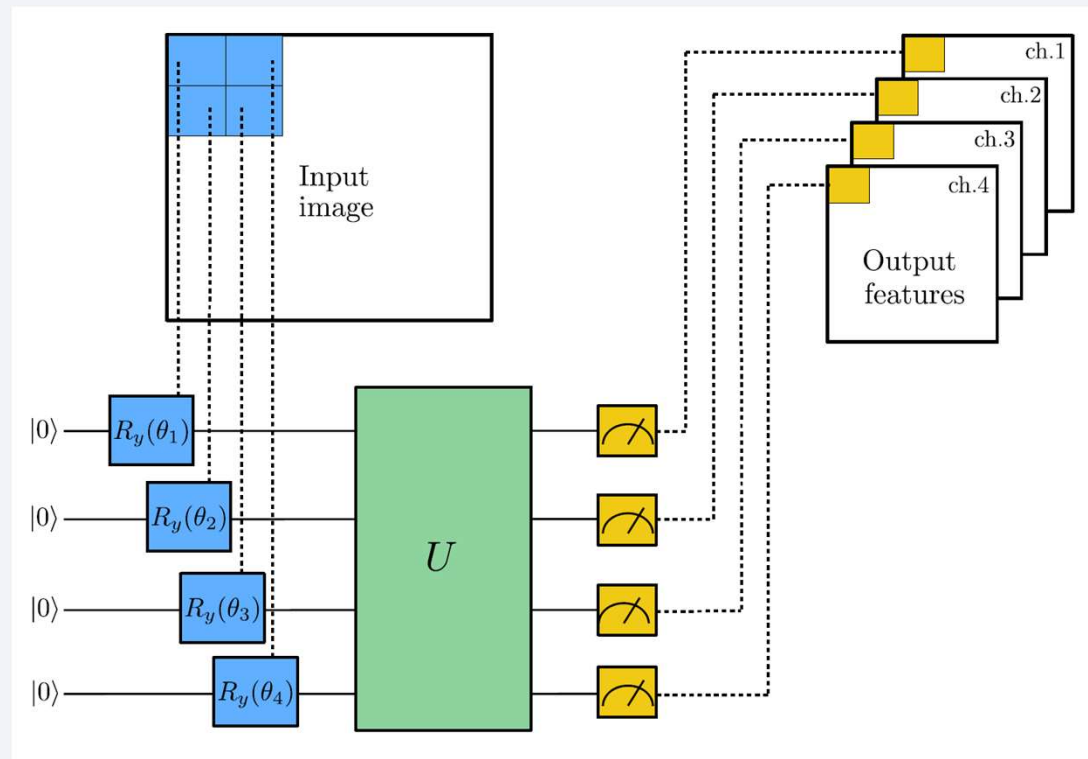 ch.1
ch.2
ch.3
ch.4
Input
image
Output
features
|0⟩ R_y(θ_1)
|0⟩ R_y(θ_2)
U
|0⟩ R_y(θ_3)
|0⟩ R_y(θ_4)